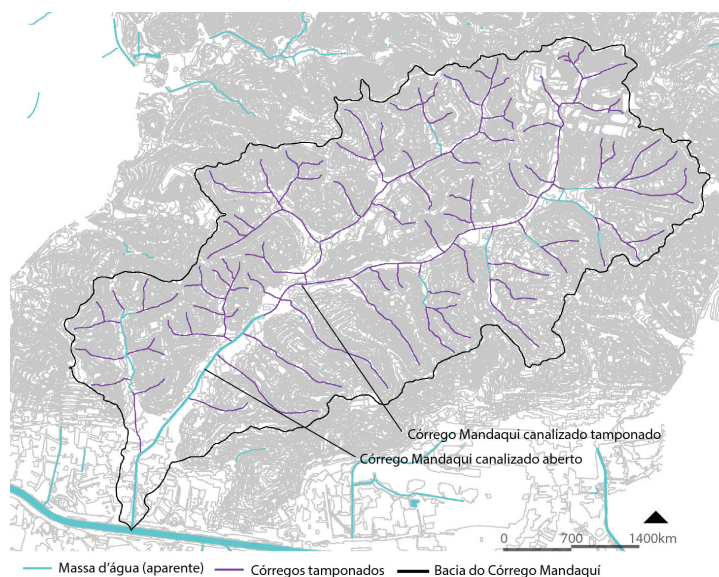 Córrego Mandaqui canalizado tamponado
Córrego Mandaqui canalizado aberto
0 700 1400km
Massa d'água (aparente) Córregos tamponados Bacia do Córrego Mandaquí